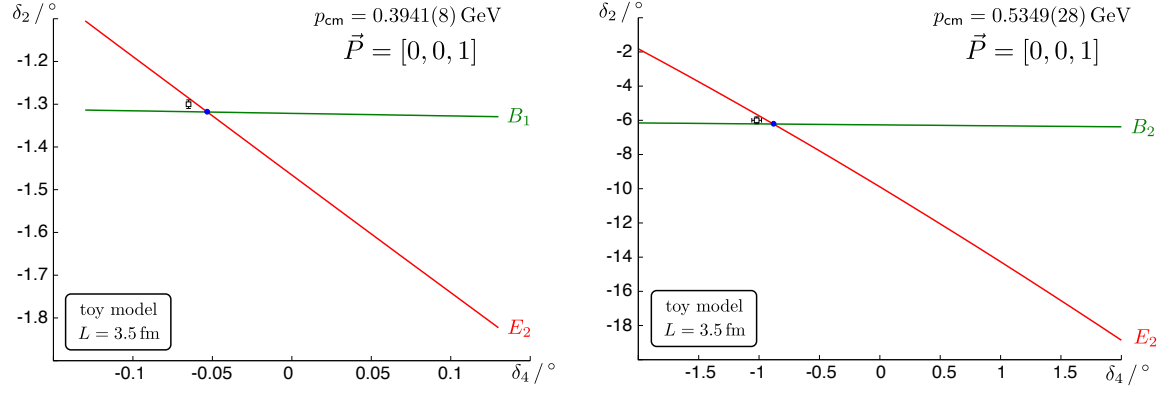 δ₂ / °
p_cm = 0.3941(8) GeV
P⃗ = [0, 0, 1]
-1.2
-1.3
-1.4
-1.5
-1.6
-1.7
-1.8
B₁
E₂
toy model
L = 3.5 fm
-0.1
-0.05
0
0.05
0.1
δ₄ / °
δ₂ / °
p_cm = 0.5349(28) GeV
P⃗ = [0, 0, 1]
-2
-4
-6
-8
-10
-12
-14
-16
-18
B₂
E₂
toy model
L = 3.5 fm
-1.5
-1
-0.5
0
0.5
1
1.5
δ₄ / °